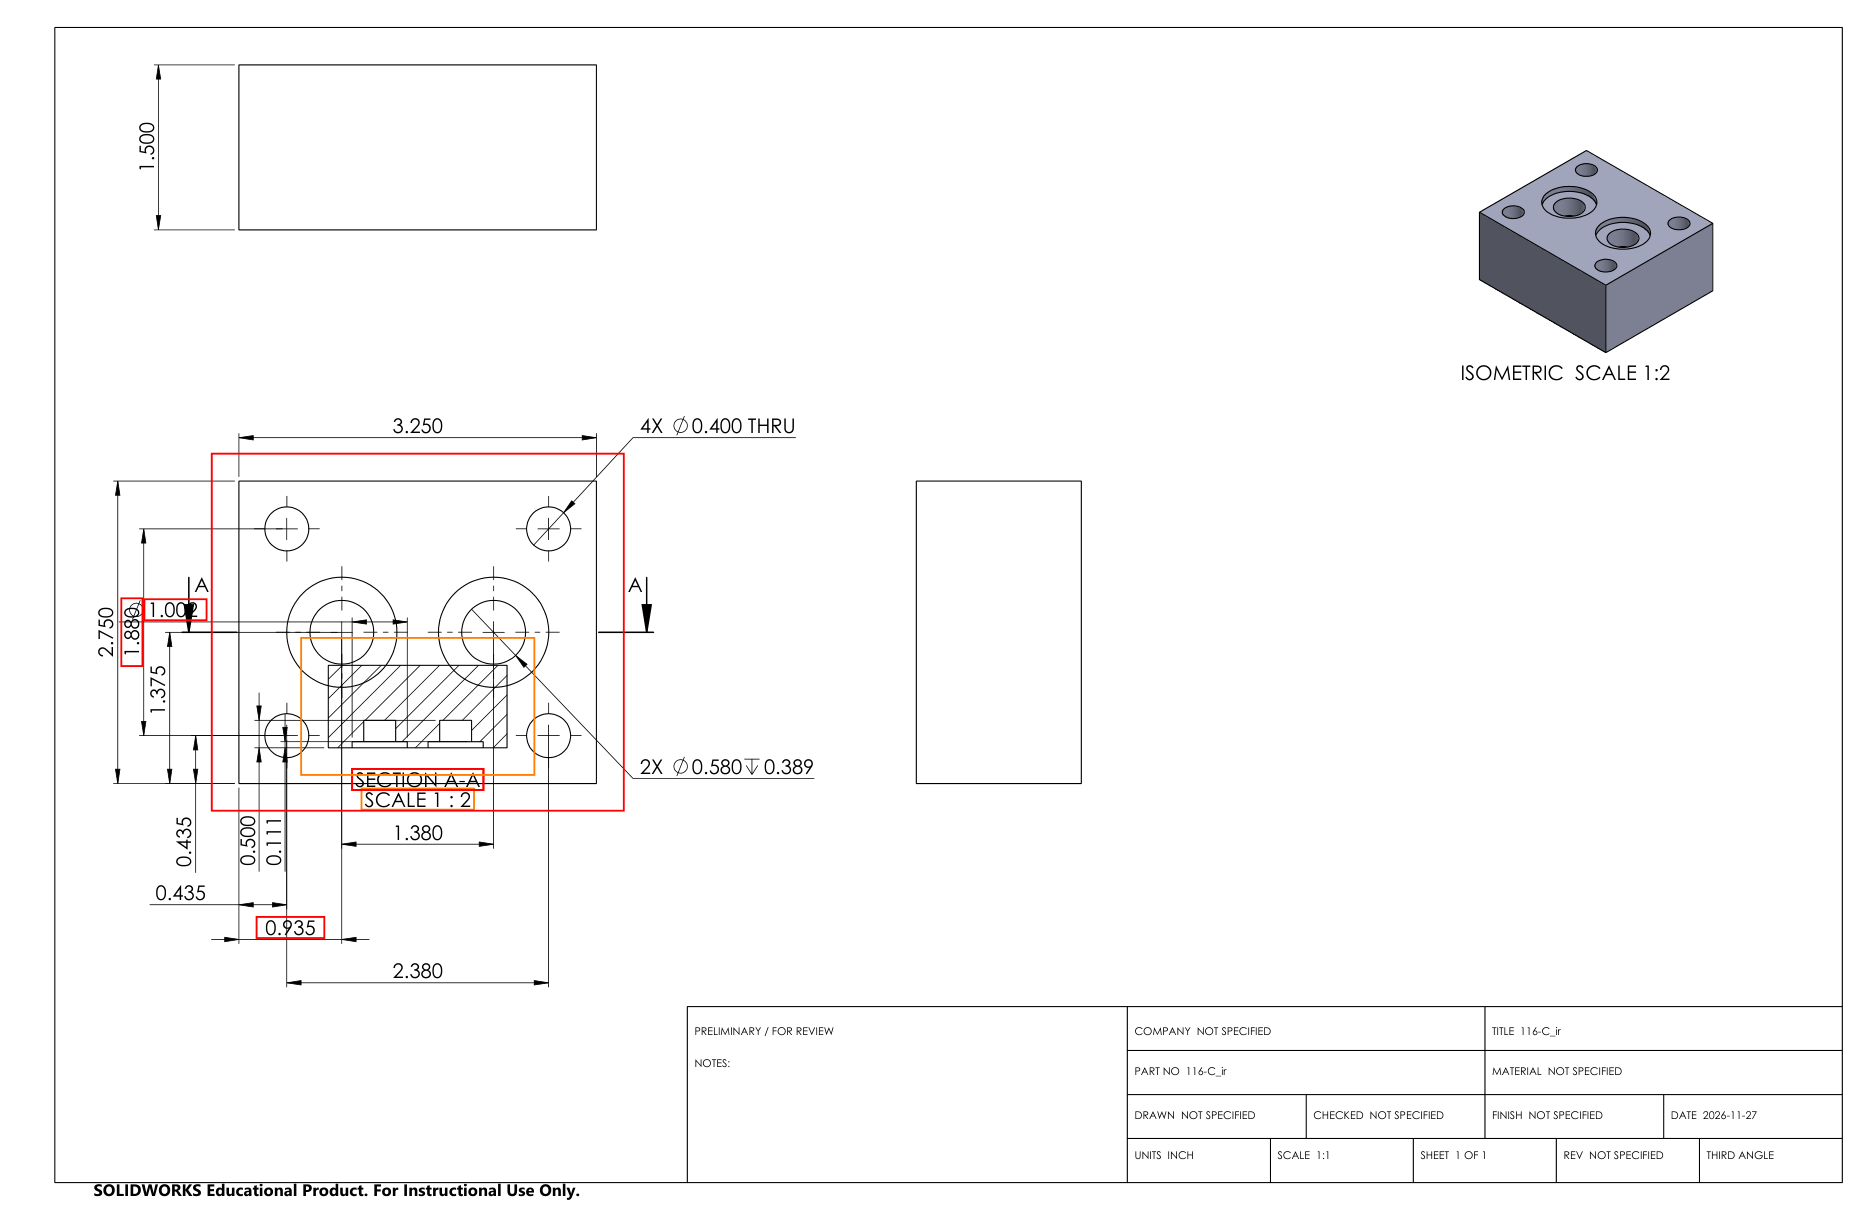 1.500
ISOMETRIC  SCALE 1:2
3.250
4X ⌀0.400 THRU
A
A
⌀1.002
2.750
1.880
1.375
2X ⌀0.580↧0.389
SECTION A-A
SCALE 1 : 2
0.435
0.500
0.111
1.380
0.435
0.935
2.380
PRELIMINARY / FOR REVIEW
NOTES:
COMPANY  NOT SPECIFIED
TITLE  116-C_ir
PART NO  116-C_ir
MATERIAL  NOT SPECIFIED
DRAWN  NOT SPECIFIED
CHECKED  NOT SPECIFIED
FINISH  NOT SPECIFIED
DATE  2026-11-27
UNITS  INCH
SCALE  1:1
SHEET  1 OF 1
REV  NOT SPECIFIED
THIRD ANGLE
SOLIDWORKS Educational Product. For Instructional Use Only.